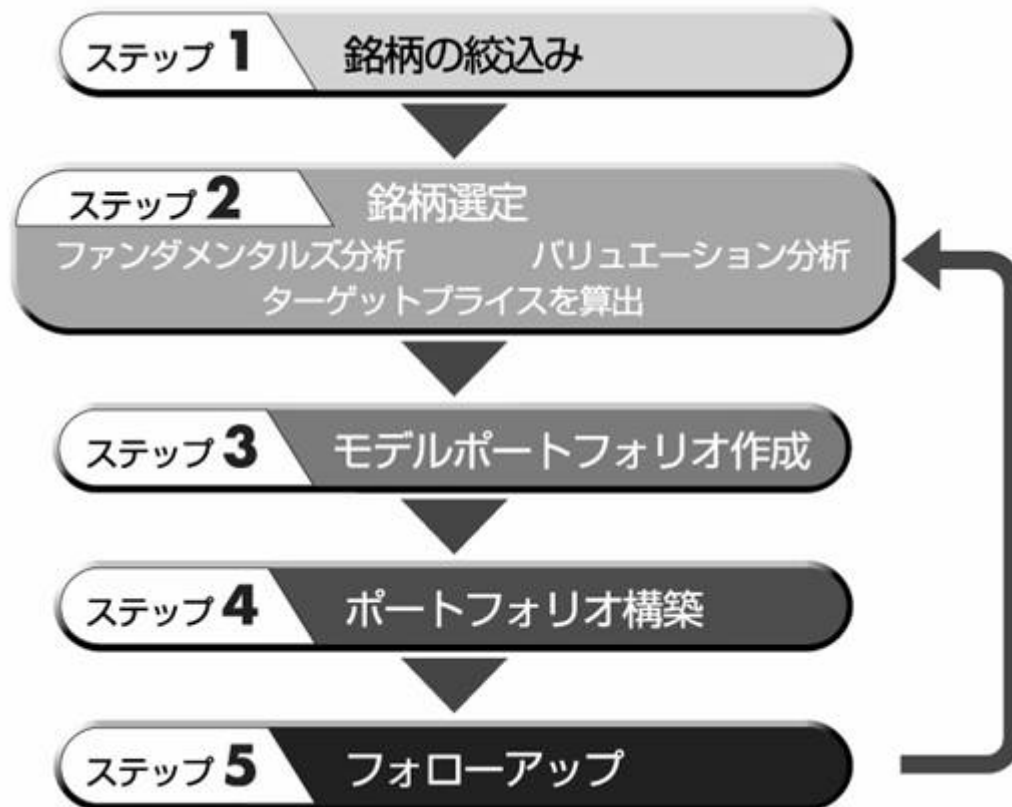 ステップ 1 銘柄の絞込み
ステップ 2 銘柄選定
ファンダメンタルズ分析 バリュエーション分析
ターゲットプライスを算出
ステップ 3 モデルポートフォリオ作成
ステップ 4 ポートフォリオ構築
ステップ 5 フォローアップ